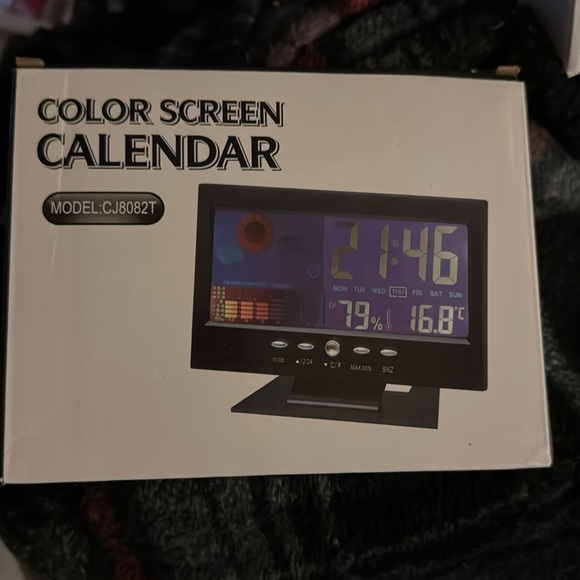 COLOR SCREEN
CALENDAR
MODEL:CJ8082T
21:46
MON TUE WED THU FRI SAT SUN
79% 16.8°C
MODE ▲12/24 ▼°C/°F MAX/MIN SNZ